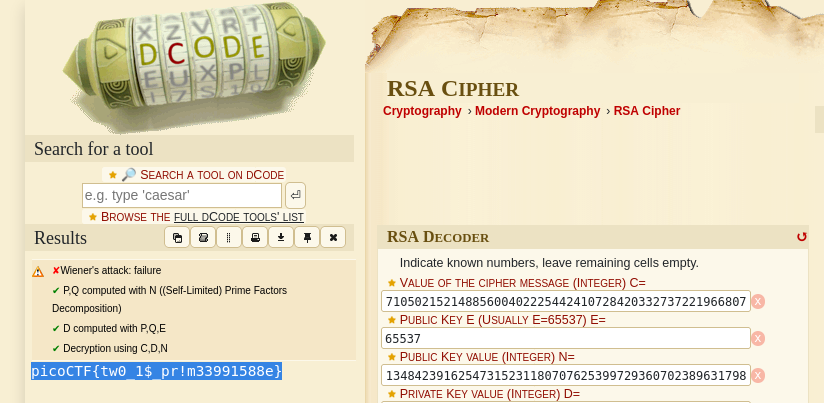 X Z V R T
D C O D E
E U X P L
RSA CIPHER
Cryptography › Modern Cryptography › RSA Cipher
Search for a tool
SEARCH A TOOL ON DCODE
e.g. type 'caesar'
BROWSE THE FULL DCODE TOOLS' LIST
Results
✘Wiener's attack: failure
✔ P,Q computed with N ((Self-Limited) Prime Factors
Decomposition)
✔ D computed with P,Q,E
✔ Decryption using C,D,N
picoCTF{tw0_1$_pr!m33991588e}
RSA DECODER
Indicate known numbers, leave remaining cells empty.
★ VALUE OF THE CIPHER MESSAGE (INTEGER) C=
71050215214885600402225442410728420332737221966807
X
★ PUBLIC KEY E (USUALLY E=65537) E=
65537
X
★ PUBLIC KEY VALUE (INTEGER) N=
134842391625473152311807076253997293607023896317​98
X
★ PRIVATE KEY VALUE (INTEGER) D=